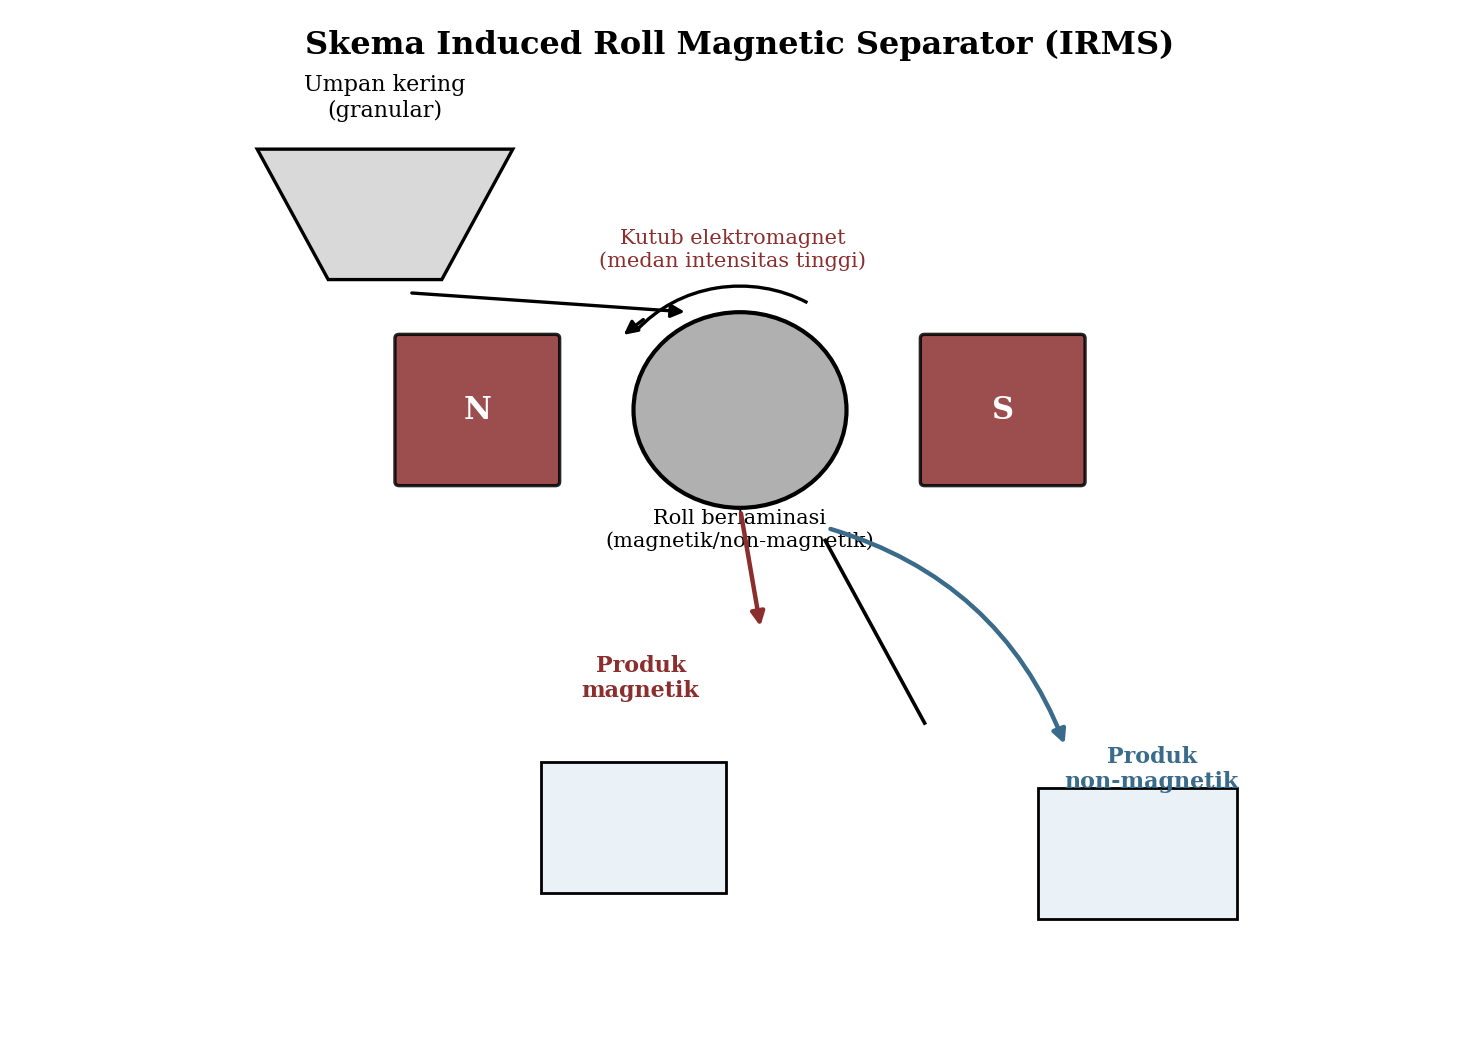 Skema Induced Roll Magnetic Separator (IRMS)
Umpan kering
(granular)
Kutub elektromagnet
(medan intensitas tinggi)
N
S
Roll berlaminasi
(magnetik/non-magnetik)
Produk
magnetik
Produk
non-magnetik